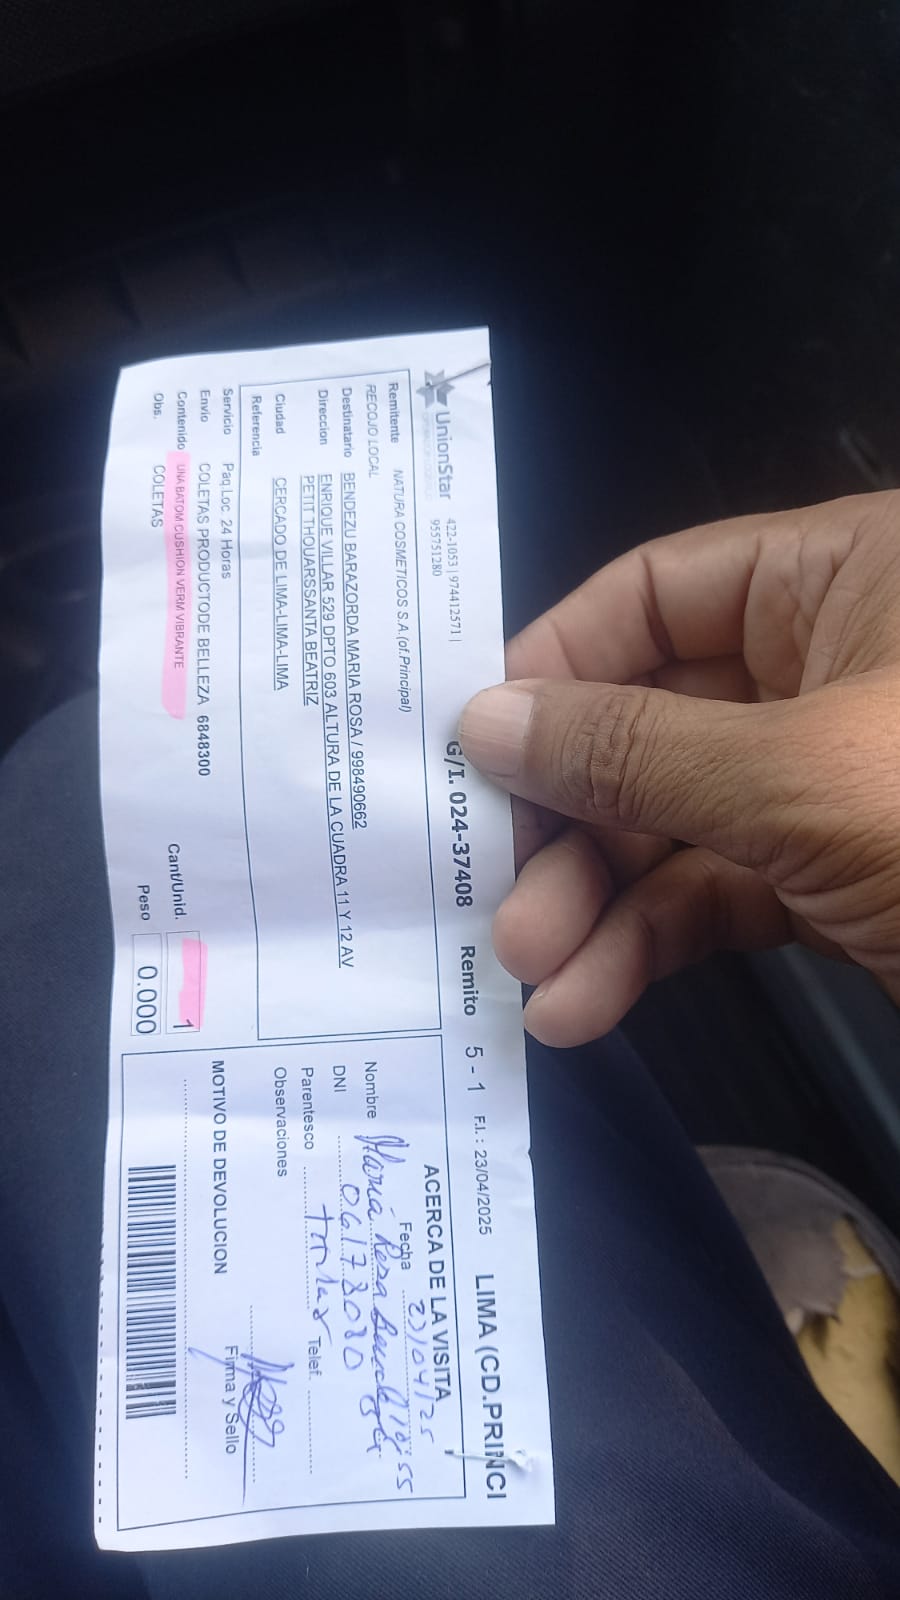 UnionStar
422-1053 | 974412571 |
955751280
G/I. 024-37408 Remito 5 - 1 F.I. : 23/04/2025 LIMA (CD.PRINCI
Remitente NATURA COSMETICOS S.A.(of.Principal)
RECOJO LOCAL
Destinatario BENDEZU BARAZORDA MARIA ROSA / 998490662
Direccion ENRIQUE VILLAR 529 DPTO 603 ALTURA DE LA CUADRA 11 Y 12 AV
PETIT THOUARSSANTA BEATRIZ
Ciudad CERCADO DE LIMA-LIMA-LIMA
Referencia
Servicio Paq Loc. 24 Horas
Envio COLETAS PRODUCTODE BELLEZA 6848300
Contenido UNA BATOM CUSHION VERM VIBRANTE
Cant/Unid. 1
Obs. COLETAS
Peso 0.000
ACERCA DE LA VISITA
Fecha 23/04/25
Nombre Maria Rosa
DNI
Parentesco Titular Telef.
Observaciones
Firma y Sello
MOTIVO DE DEVOLUCION